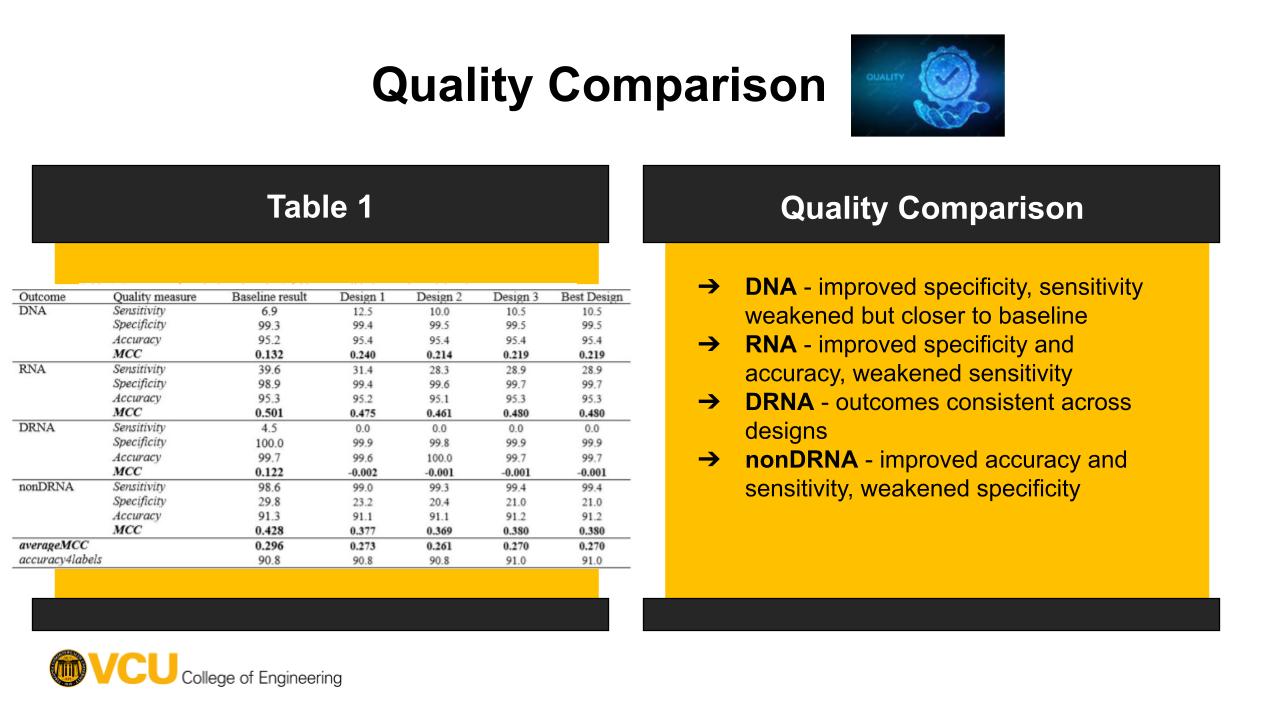 Quality Comparison
QUALITY
Table 1
Outcome Quality measure Baseline result Design 1 Design 2 Design 3 Best Design
DNA Sensitivity 6.9 12.5 10.0 10.5 10.5
Specificity 99.3 99.4 99.5 99.5 99.5
Accuracy 95.2 95.4 95.4 95.4 95.4
MCC 0.132 0.240 0.214 0.219 0.219
RNA Sensitivity 39.6 31.4 28.3 28.9 28.9
Specificity 98.9 99.4 99.6 99.7 99.7
Accuracy 95.3 95.2 95.1 95.3 95.3
MCC 0.501 0.475 0.461 0.480 0.480
DRNA Sensitivity 4.5 0.0 0.0 0.0 0.0
Specificity 100.0 99.9 99.8 99.9 99.9
Accuracy 99.7 99.6 100.0 99.7 99.7
MCC 0.122 -0.002 -0.001 -0.001 -0.001
nonDRNA Sensitivity 98.6 99.0 99.3 99.4 99.4
Specificity 29.8 23.2 20.4 21.0 21.0
Accuracy 91.3 91.1 91.1 91.2 91.2
MCC 0.428 0.377 0.369 0.380 0.380
averageMCC 0.296 0.273 0.261 0.270 0.270
accuracy4labels 90.8 90.8 90.8 91.0 91.0
Quality Comparison
➔ DNA - improved specificity, sensitivity
weakened but closer to baseline
➔ RNA - improved specificity and
accuracy, weakened sensitivity
➔ DRNA - outcomes consistent across
designs
➔ nonDRNA - improved accuracy and
sensitivity, weakened specificity
VCU College of Engineering